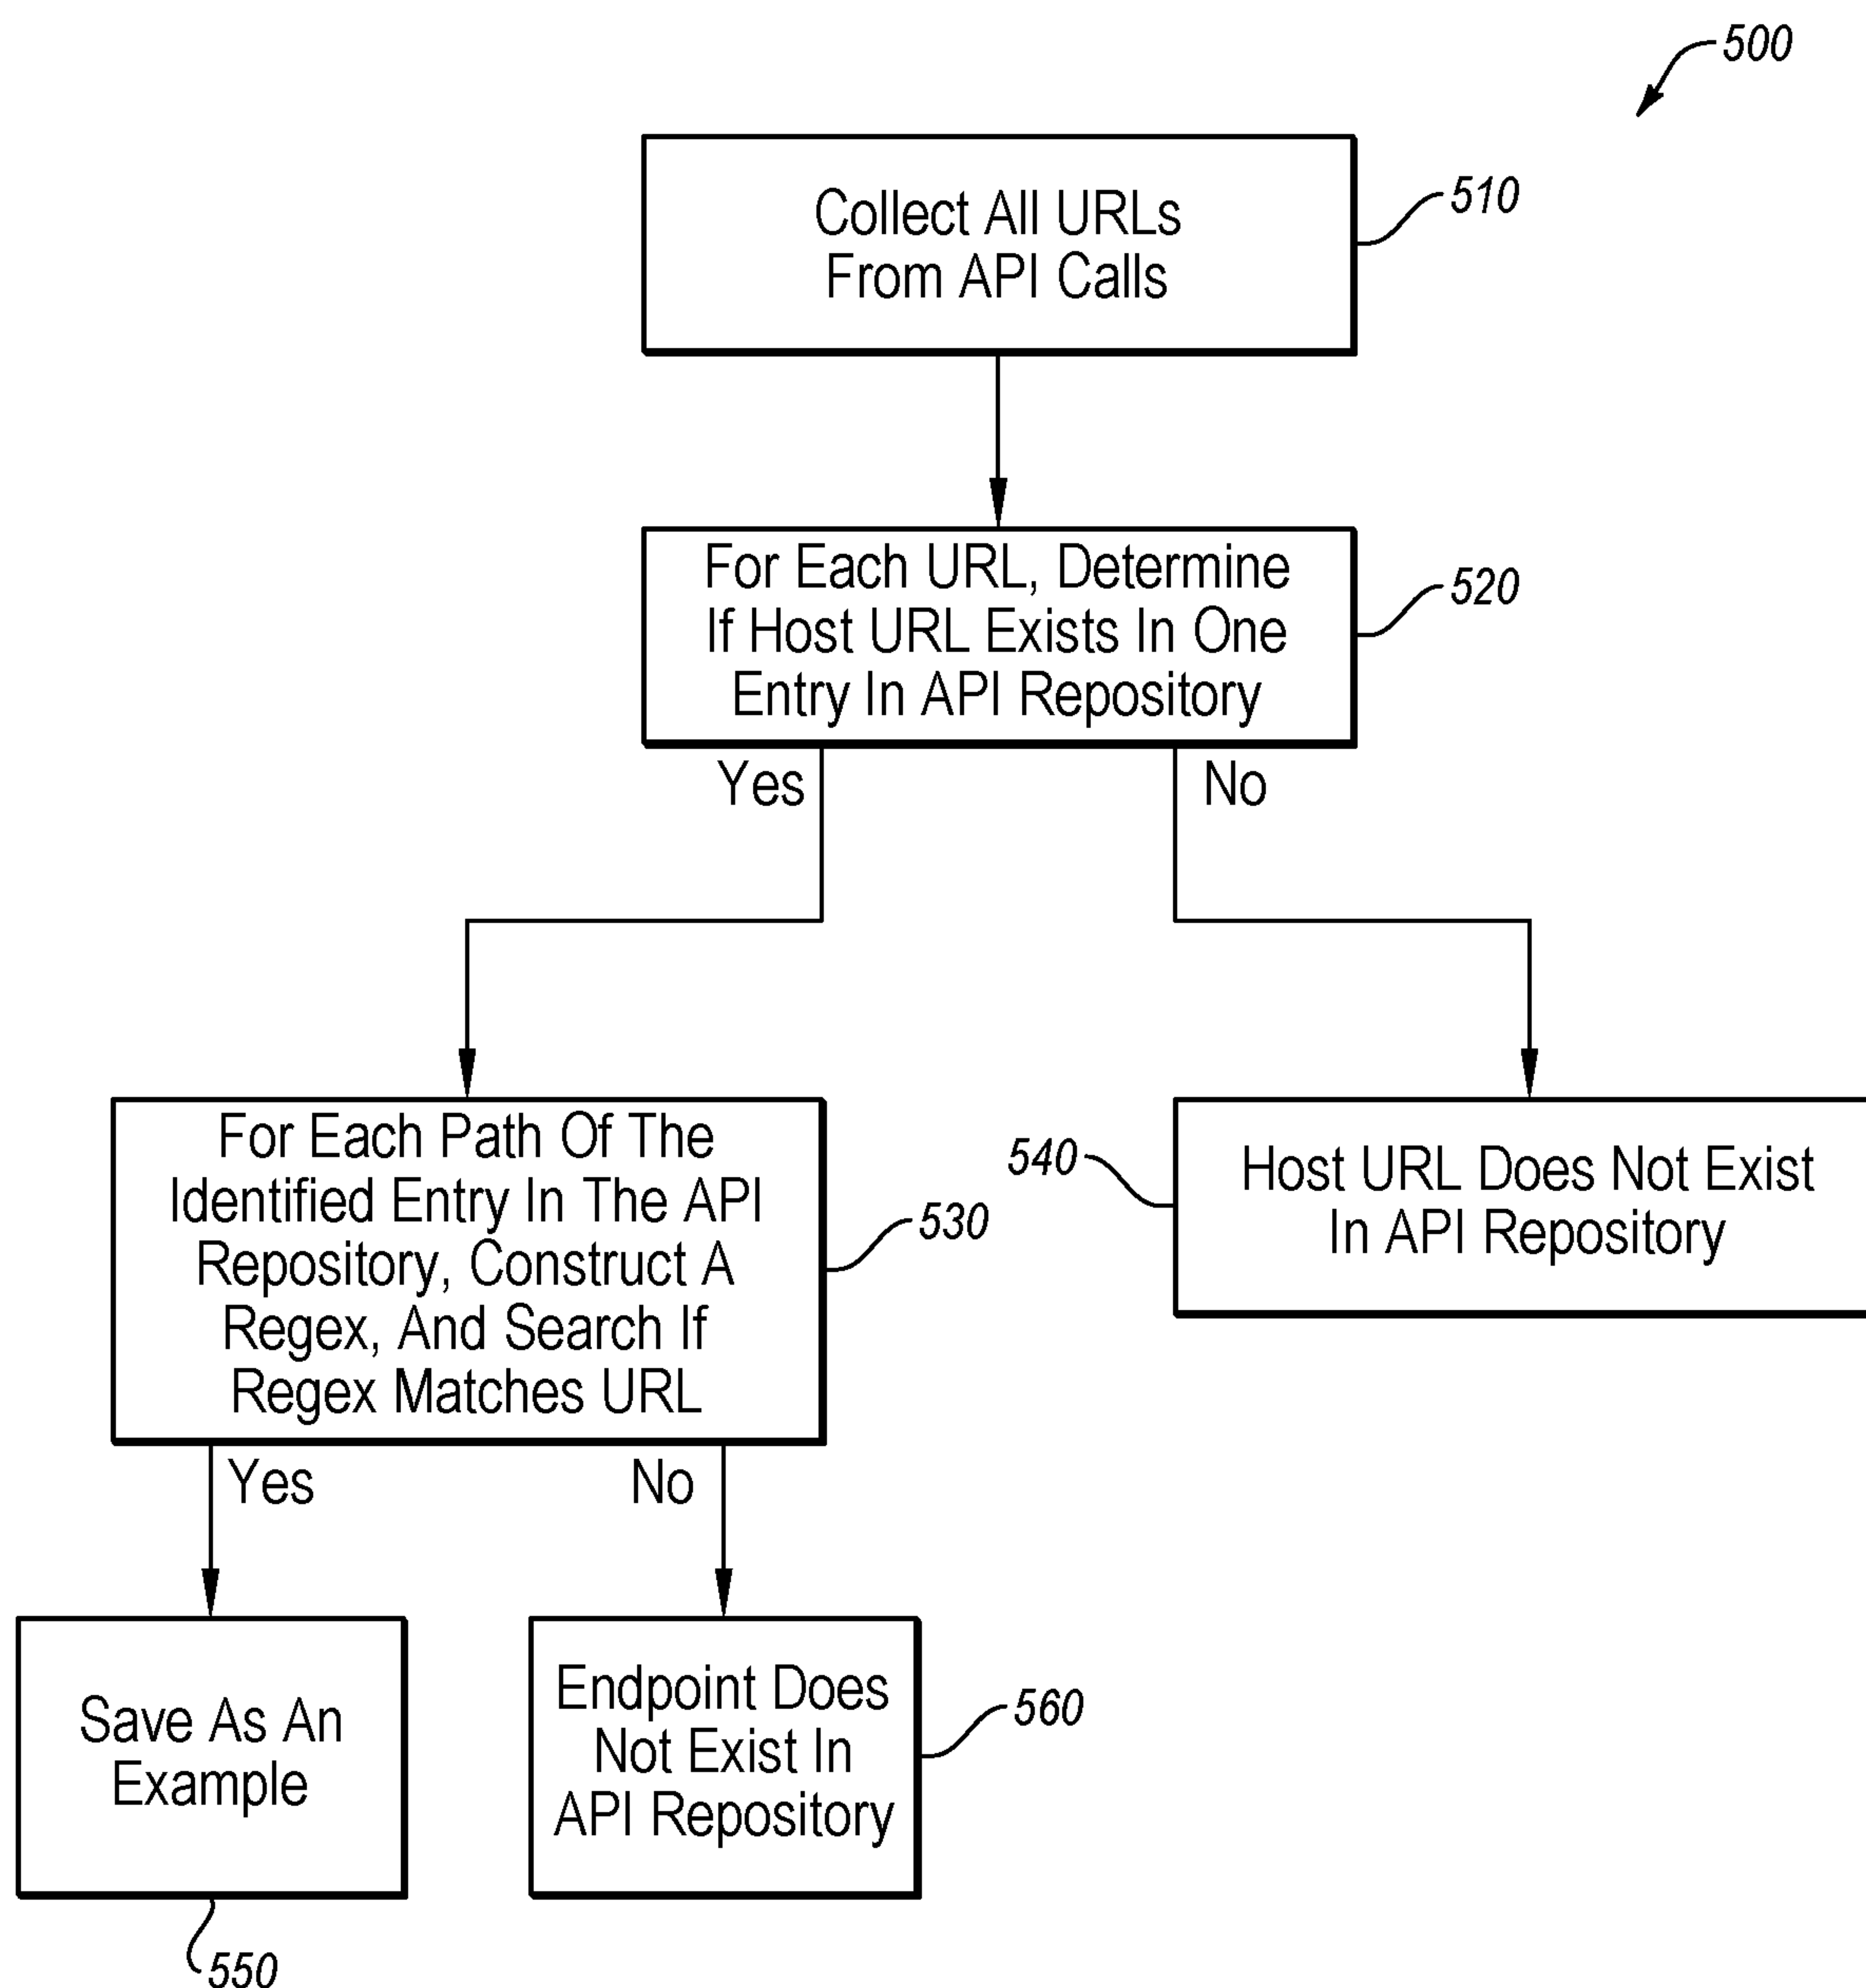 500
Collect All URLs
From API Calls
510
For Each URL, Determine
If Host URL Exists In One
Entry In API Repository
520
Yes
No
For Each Path Of The
Identified Entry In The API
Repository, Construct A
Regex, And Search If
Regex Matches URL
530
540
Host URL Does Not Exist
In API Repository
Yes
No
Save As An
Example
550
Endpoint Does
Not Exist In
API Repository
560